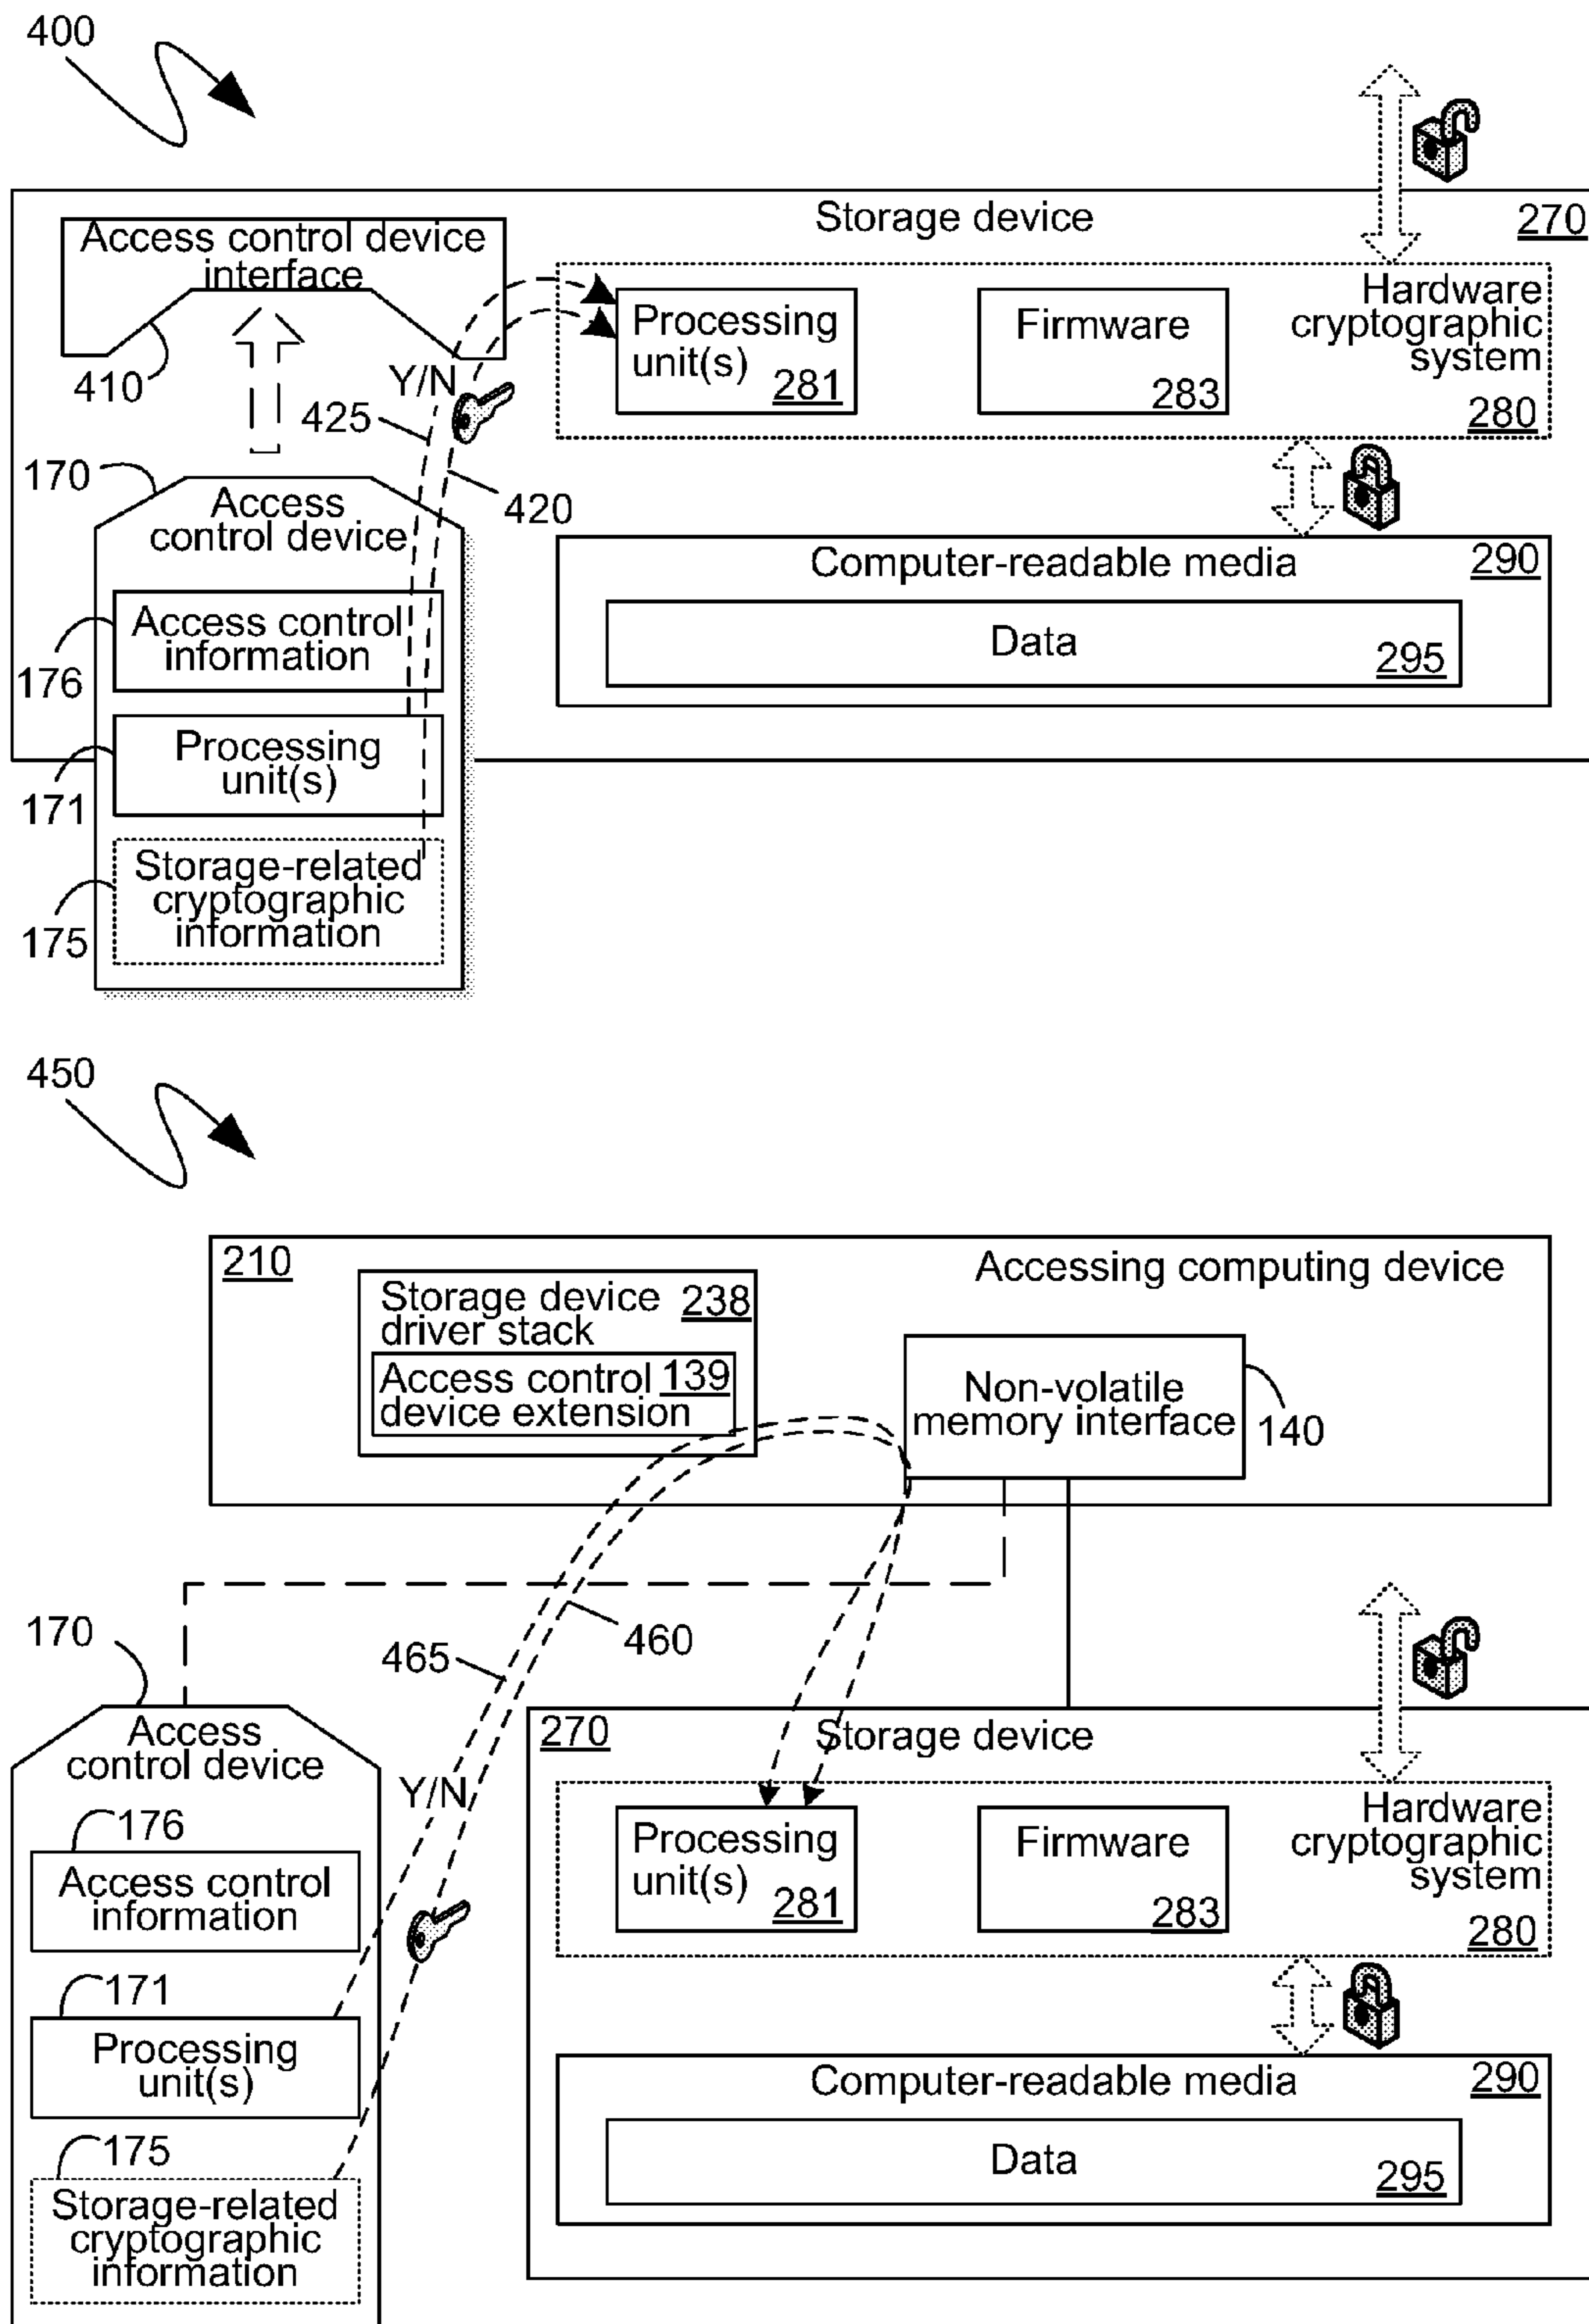 400
Storage device
270
Access control device
interface
410
Y/N
425
420
Processing
unit(s)
281
Firmware
283
Hardware
cryptographic
system
280
170
Access
control device
Access control
information
176
Processing
unit(s)
171
Storage-related
cryptographic
information
175
Computer-readable media
290
Data
295
450
210
Accessing computing device
Storage device
238
driver stack
Access control
139
device extension
Non-volatile
memory interface
140
460
465
170
Access
control device
Y/N
176
Access control
information
171
Processing
unit(s)
175
Storage-related
cryptographic
information
270
Storage device
Processing
unit(s)
281
Firmware
283
Hardware
cryptographic
system
280
Computer-readable media
290
Data
295